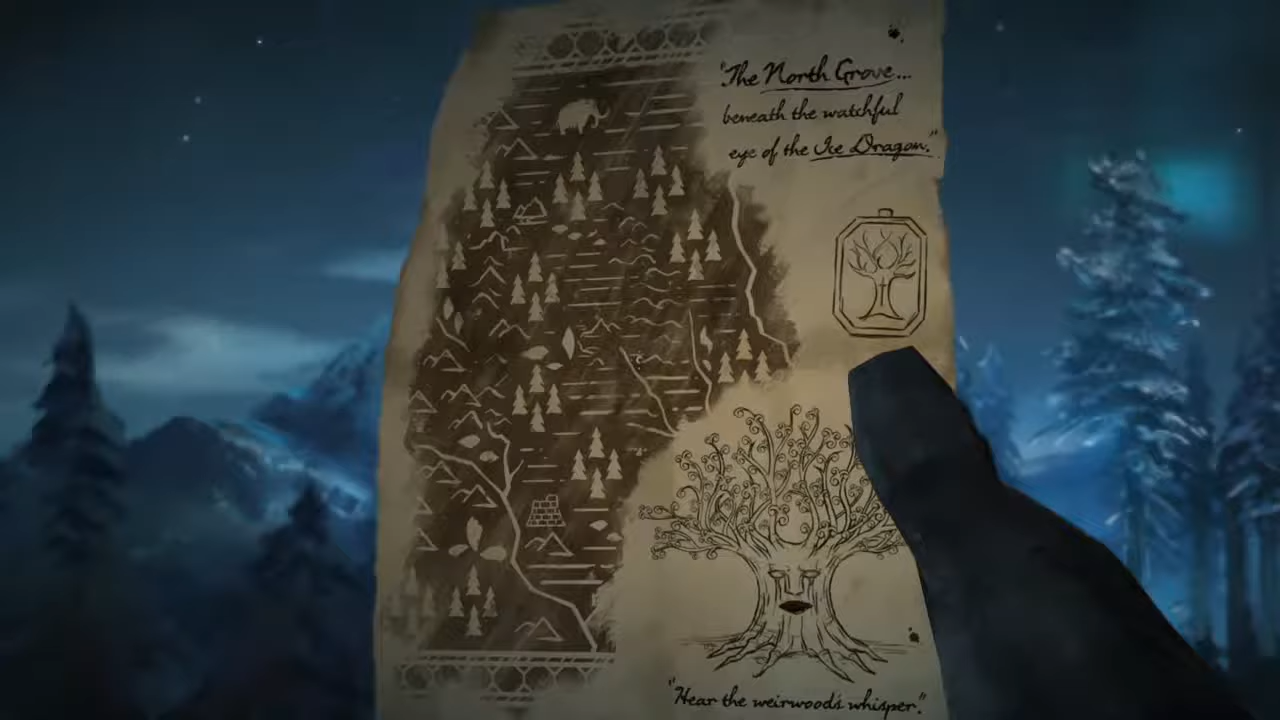 "The North Grove...
beneath the watchful
eye of the Ice Dragon."
"Hear the weirwood's whisper."